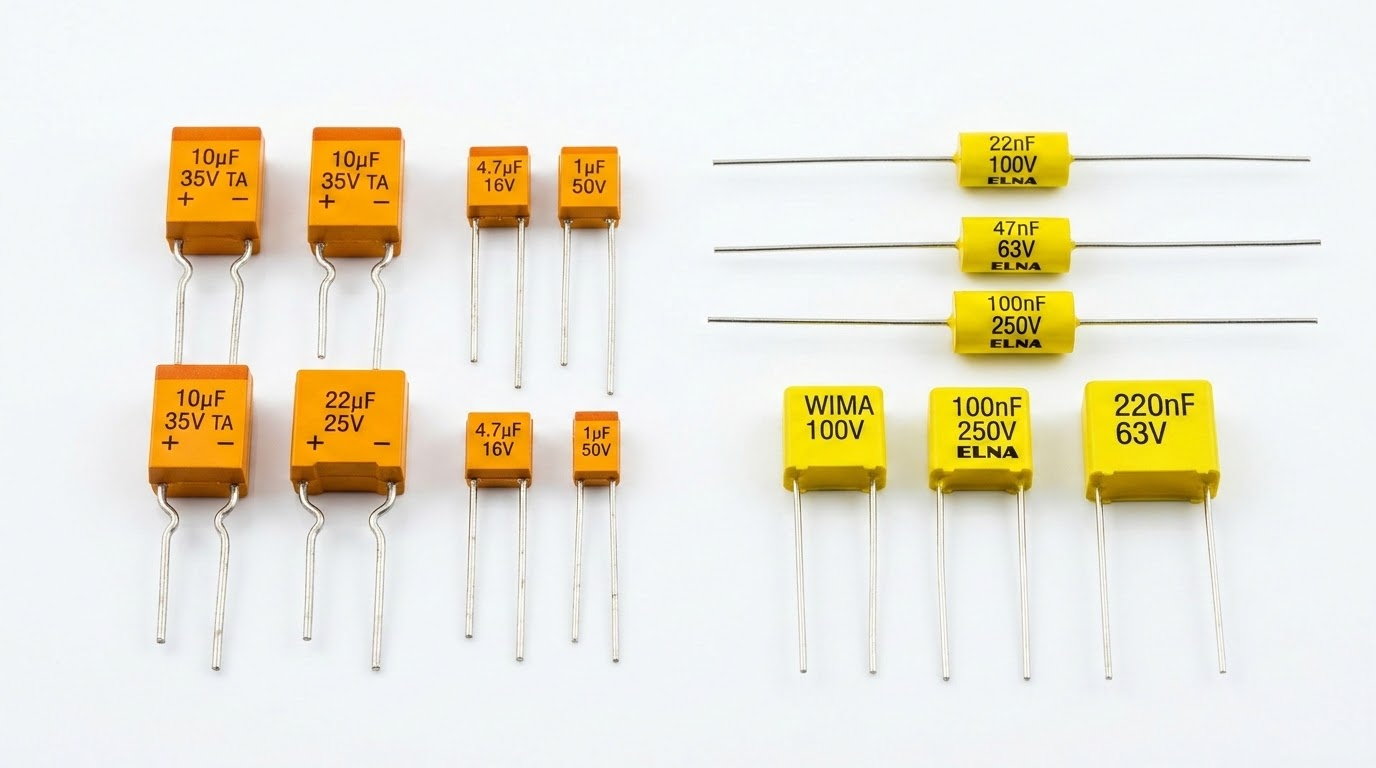 10µF
35V TA
+ −
10µF
35V TA
+ −
4.7µF
16V
1µF
50V
22nF
100V
ELNA
47nF
63V
ELNA
100nF
250V
ELNA
10µF
35V TA
+ −
22µF
25V
+ −
4.7µF
16V
1µF
50V
WIMA
100V
100nF
250V
ELNA
220nF
63V